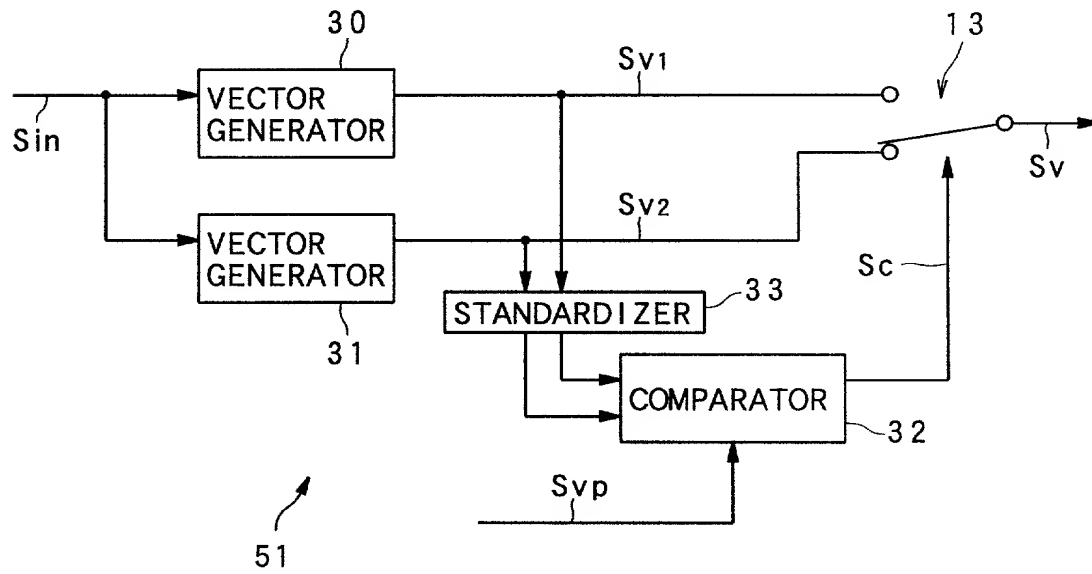 30
13
Sv1
VECTOR
GENERATOR
Sin
Sv
Sv2
VECTOR
GENERATOR
Sc
33
STANDARDIZER
31
COMPARATOR
32
Svp
51